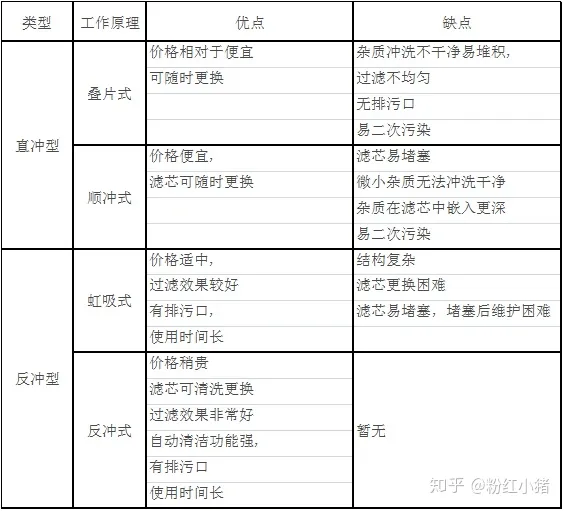 类型 工作原理 优点 缺点
直冲型
叠片式
价格相对于便宜
可随时更换
杂质冲洗不干净易堆积，
过滤不均匀
无排污口
易二次污染
顺冲式
价格便宜，
滤芯可随时更换
滤芯易堵塞
微小杂质无法冲洗干净
杂质在滤芯中嵌入更深
易二次污染
反冲型
虹吸式
价格适中，
过滤效果较好
有排污口，
使用时间长
结构复杂
滤芯更换困难
滤芯易堵塞，堵塞后维护困难
反冲式
价格稍贵
滤芯可清洗更换
过滤效果非常好
自动清洁功能强，
有排污口
使用时间长
暂无
知乎 @粉红小猪